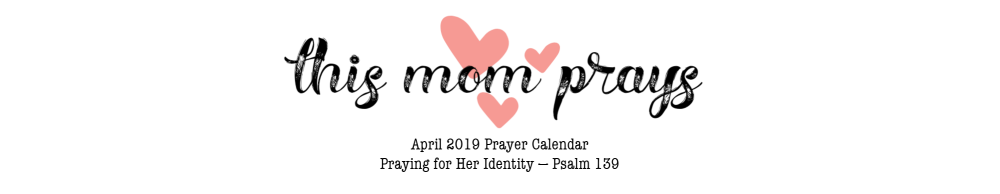 this mom prays
April 2019 Prayer Calendar
Praying for Her Identity – Psalm 139